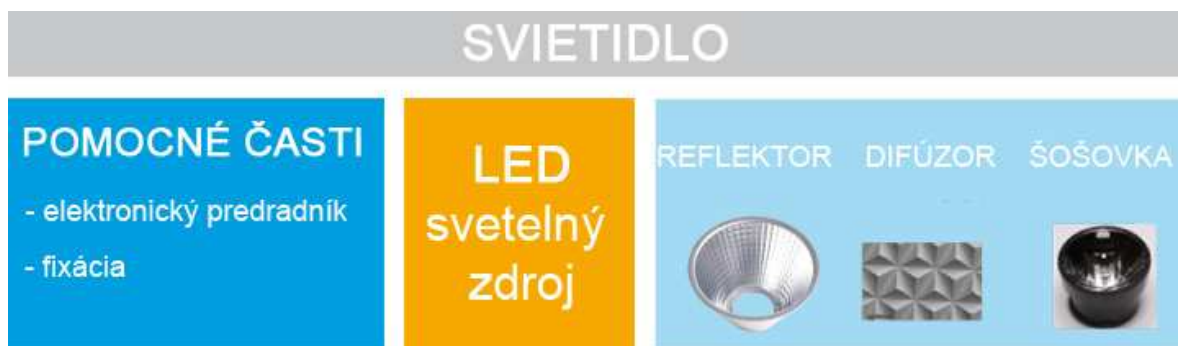 SVIETIDLO
POMOCNÉ ČASTI
- elektronický predradník
- fixácia
LED
svetelný
zdroj
REFLEKTOR DIFÚZOR ŠOŠOVKA